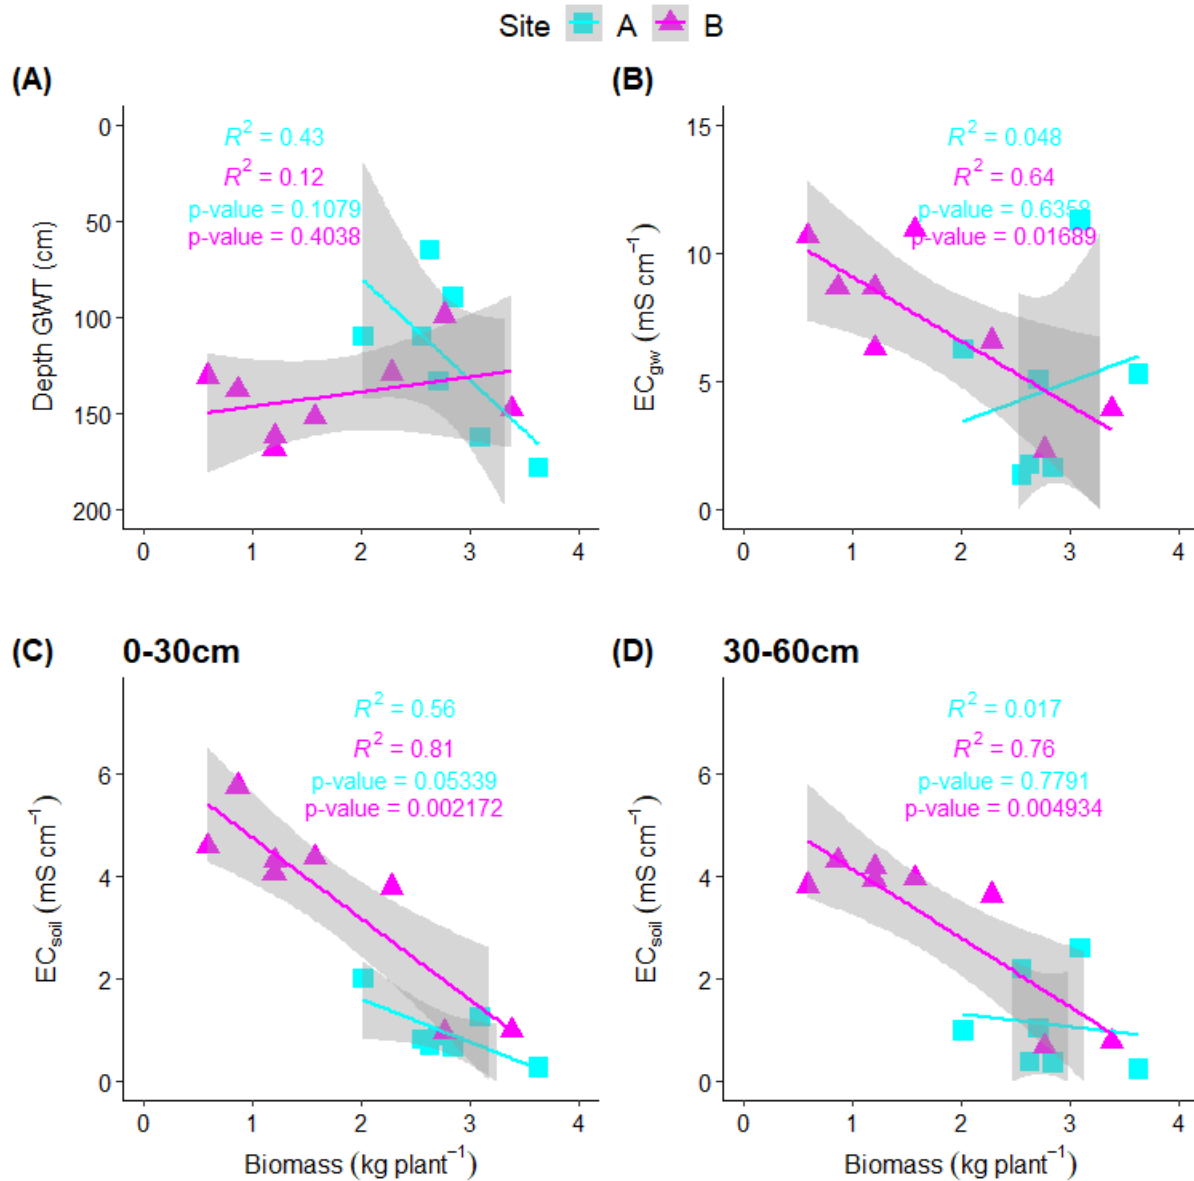 Site A B
(A)
(B)
0
50
100
150
200
Depth GWT (cm)
R² = 0.43
R² = 0.12
p-value = 0.1079
p-value = 0.4038
0 1 2 3 4
15
10
5
0
EC_gw (mS cm⁻¹)
R² = 0.048
R² = 0.64
p-value = 0.6359
p-value = 0.01689
0 1 2 3 4
(C) 0-30cm
(D) 30-60cm
6
4
2
0
EC_soil (mS cm⁻¹)
R² = 0.56
R² = 0.81
p-value = 0.05339
p-value = 0.002172
0 1 2 3 4
Biomass (kg plant⁻¹)
6
4
2
0
EC_soil (mS cm⁻¹)
R² = 0.017
R² = 0.76
p-value = 0.7791
p-value = 0.004934
0 1 2 3 4
Biomass (kg plant⁻¹)